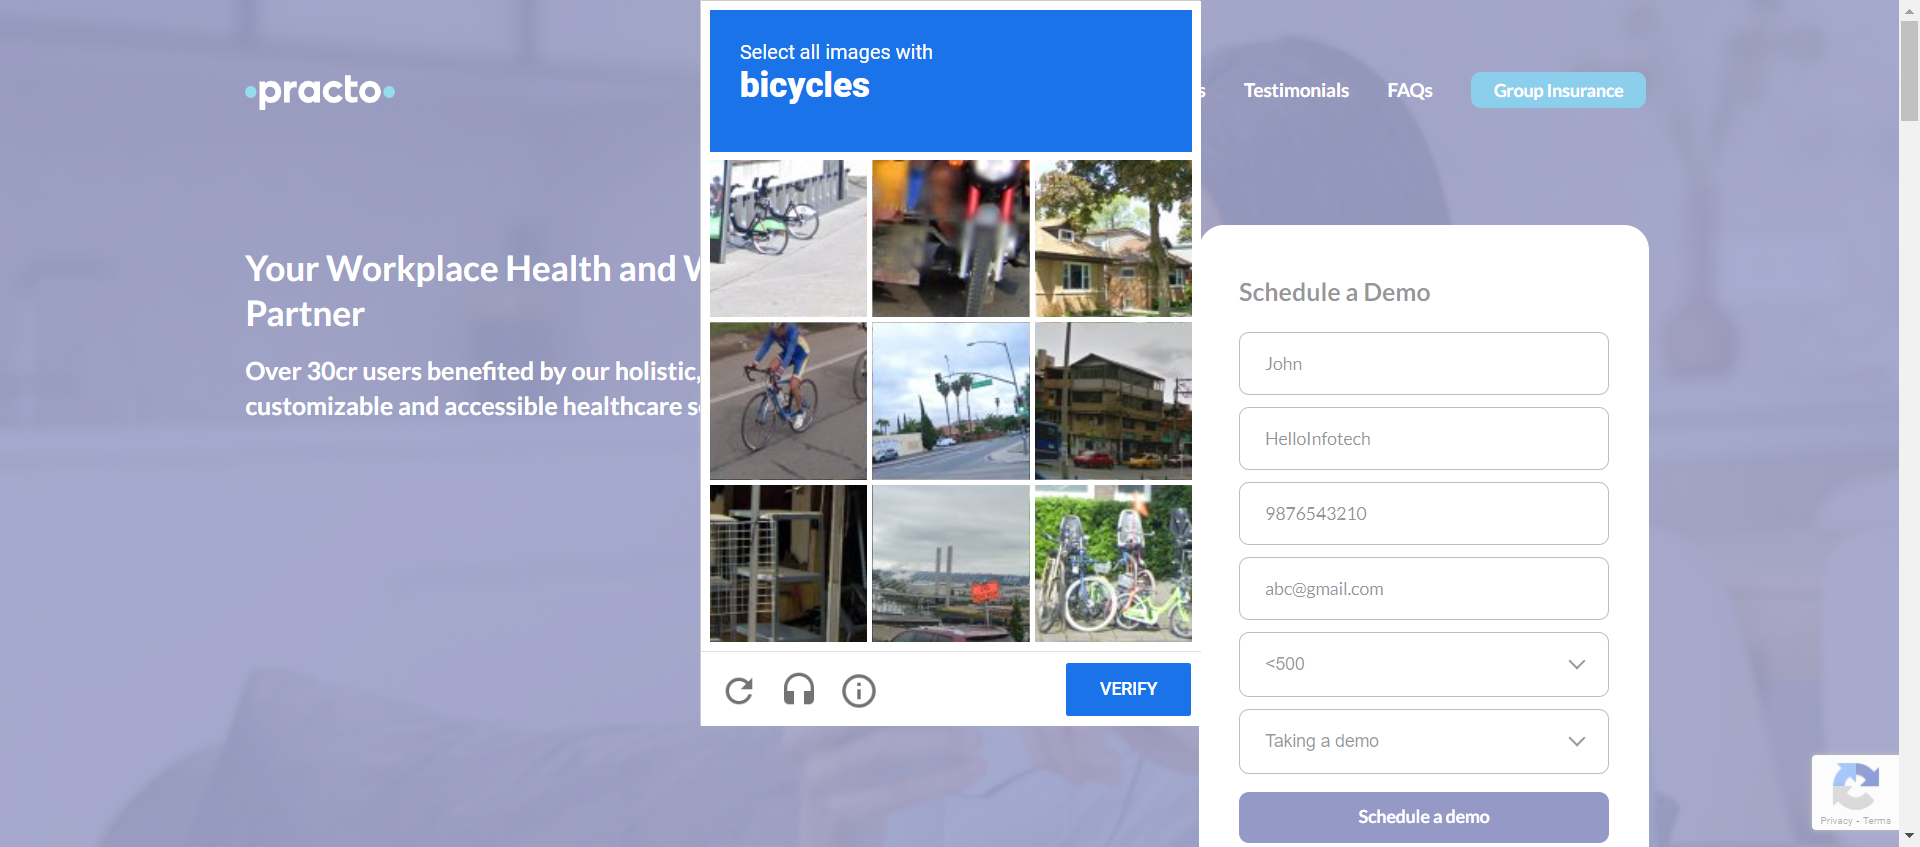 practo
Testimonials
FAQs
Group Insurance
Select all images with
bicycles
Your Workplace Health and
Partner
Over 30cr users benefited by our holistic,
customizable and accessible healthcare
Schedule a Demo
John
HelloInfotech
9876543210
abc@gmail.com
<500
Taking a demo
Schedule a demo
VERIFY
Privacy - Terms